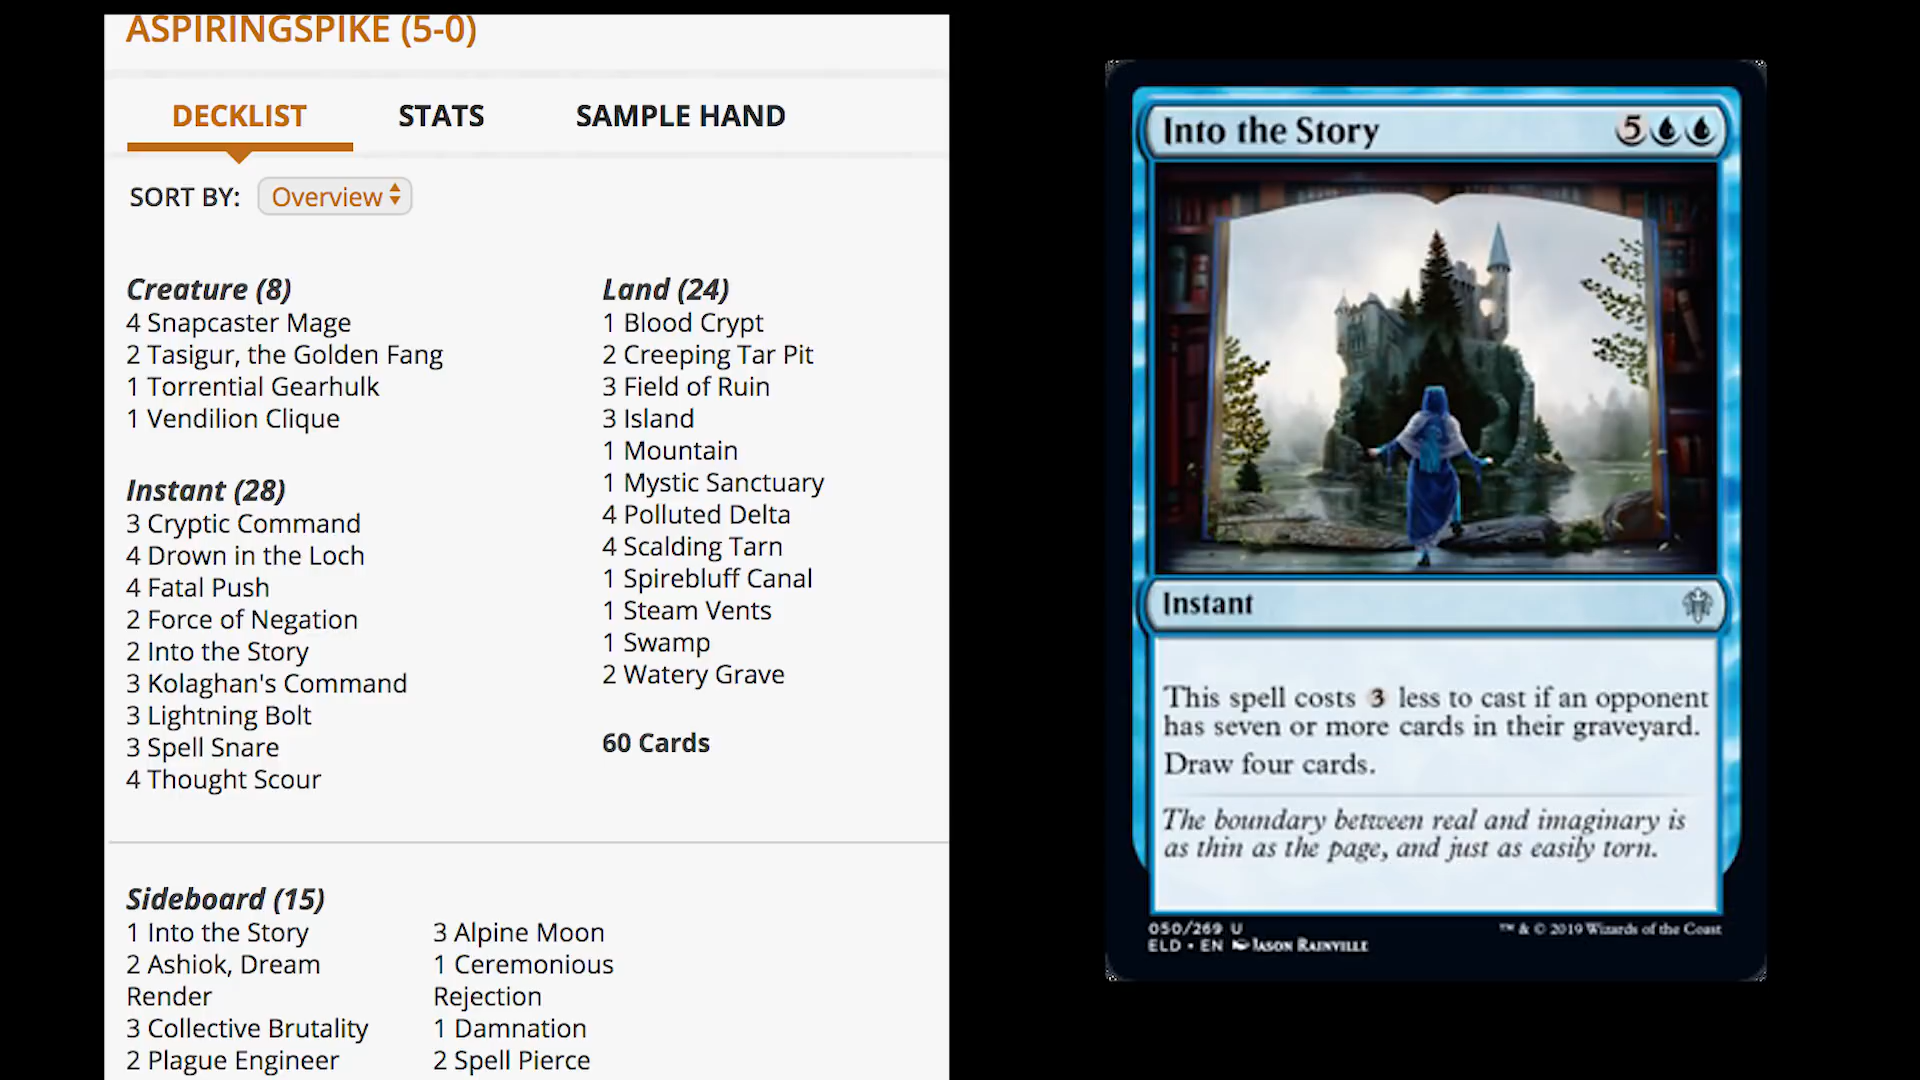 ASPIRINGSPIKE (5-0)
DECKLIST
STATS
SAMPLE HAND
SORT BY: Overview
Creature (8)
4 Snapcaster Mage
2 Tasigur, the Golden Fang
1 Torrential Gearhulk
1 Vendilion Clique
Instant (28)
3 Cryptic Command
4 Drown in the Loch
4 Fatal Push
2 Force of Negation
2 Into the Story
3 Kolaghan's Command
3 Lightning Bolt
3 Spell Snare
4 Thought Scour
Land (24)
1 Blood Crypt
2 Creeping Tar Pit
3 Field of Ruin
3 Island
1 Mountain
1 Mystic Sanctuary
4 Polluted Delta
4 Scalding Tarn
1 Spirebluff Canal
1 Steam Vents
1 Swamp
2 Watery Grave
60 Cards
Sideboard (15)
1 Into the Story
2 Ashiok, Dream
Render
3 Collective Brutality
2 Plague Engineer
3 Alpine Moon
1 Ceremonious
Rejection
1 Damnation
2 Spell Pierce
Into the Story
5
Instant
This spell costs 3 less to cast if an opponent
has seven or more cards in their graveyard.
Draw four cards.
The boundary between real and imaginary is
as thin as the page, and just as easily torn.
050/269 U
ELD • EN JASON RAINVILLE
™ & © 2019 Wizards of the Coast